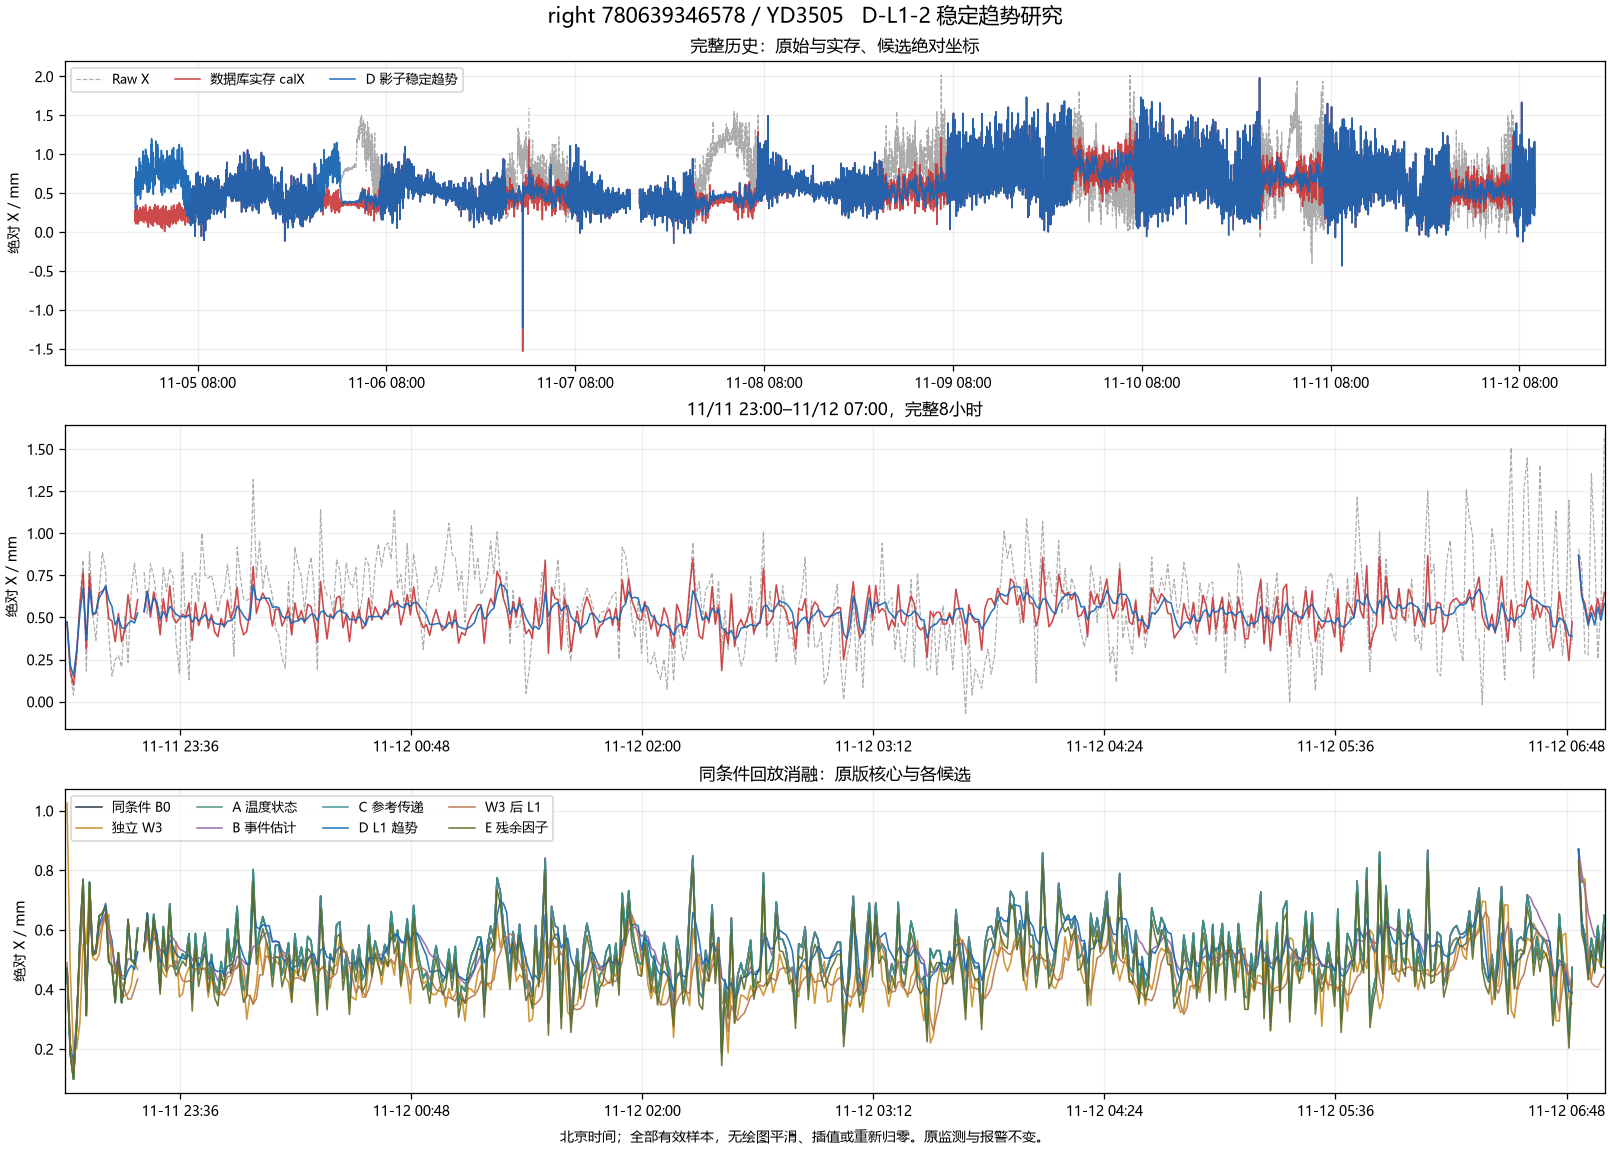 right 780639346578 / YD3505   D-L1-2 稳定趋势研究
完整历史：原始与实存、候选绝对坐标
Raw X
数据库实存 calX
D 影子稳定趋势
绝对 X / mm
2.0
1.5
1.0
0.5
0.0
-0.5
-1.0
-1.5
11-05 08:00
11-06 08:00
11-07 08:00
11-08 08:00
11-09 08:00
11-10 08:00
11-11 08:00
11-12 08:00
11/11 23:00–11/12 07:00，完整8小时
绝对 X / mm
1.50
1.25
1.00
0.75
0.50
0.25
0.00
11-11 23:36
11-12 00:48
11-12 02:00
11-12 03:12
11-12 04:24
11-12 05:36
11-12 06:48
同条件回放消融：原版核心与各候选
同条件 B0
A 温度状态
C 参考传递
W3 后 L1
独立 W3
B 事件估计
D L1 趋势
E 残余因子
绝对 X / mm
1.0
0.8
0.6
0.4
0.2
11-11 23:36
11-12 00:48
11-12 02:00
11-12 03:12
11-12 04:24
11-12 05:36
11-12 06:48
北京时间；全部有效样本，无绘图平滑、插值或重新归零。原监测与报警不变。